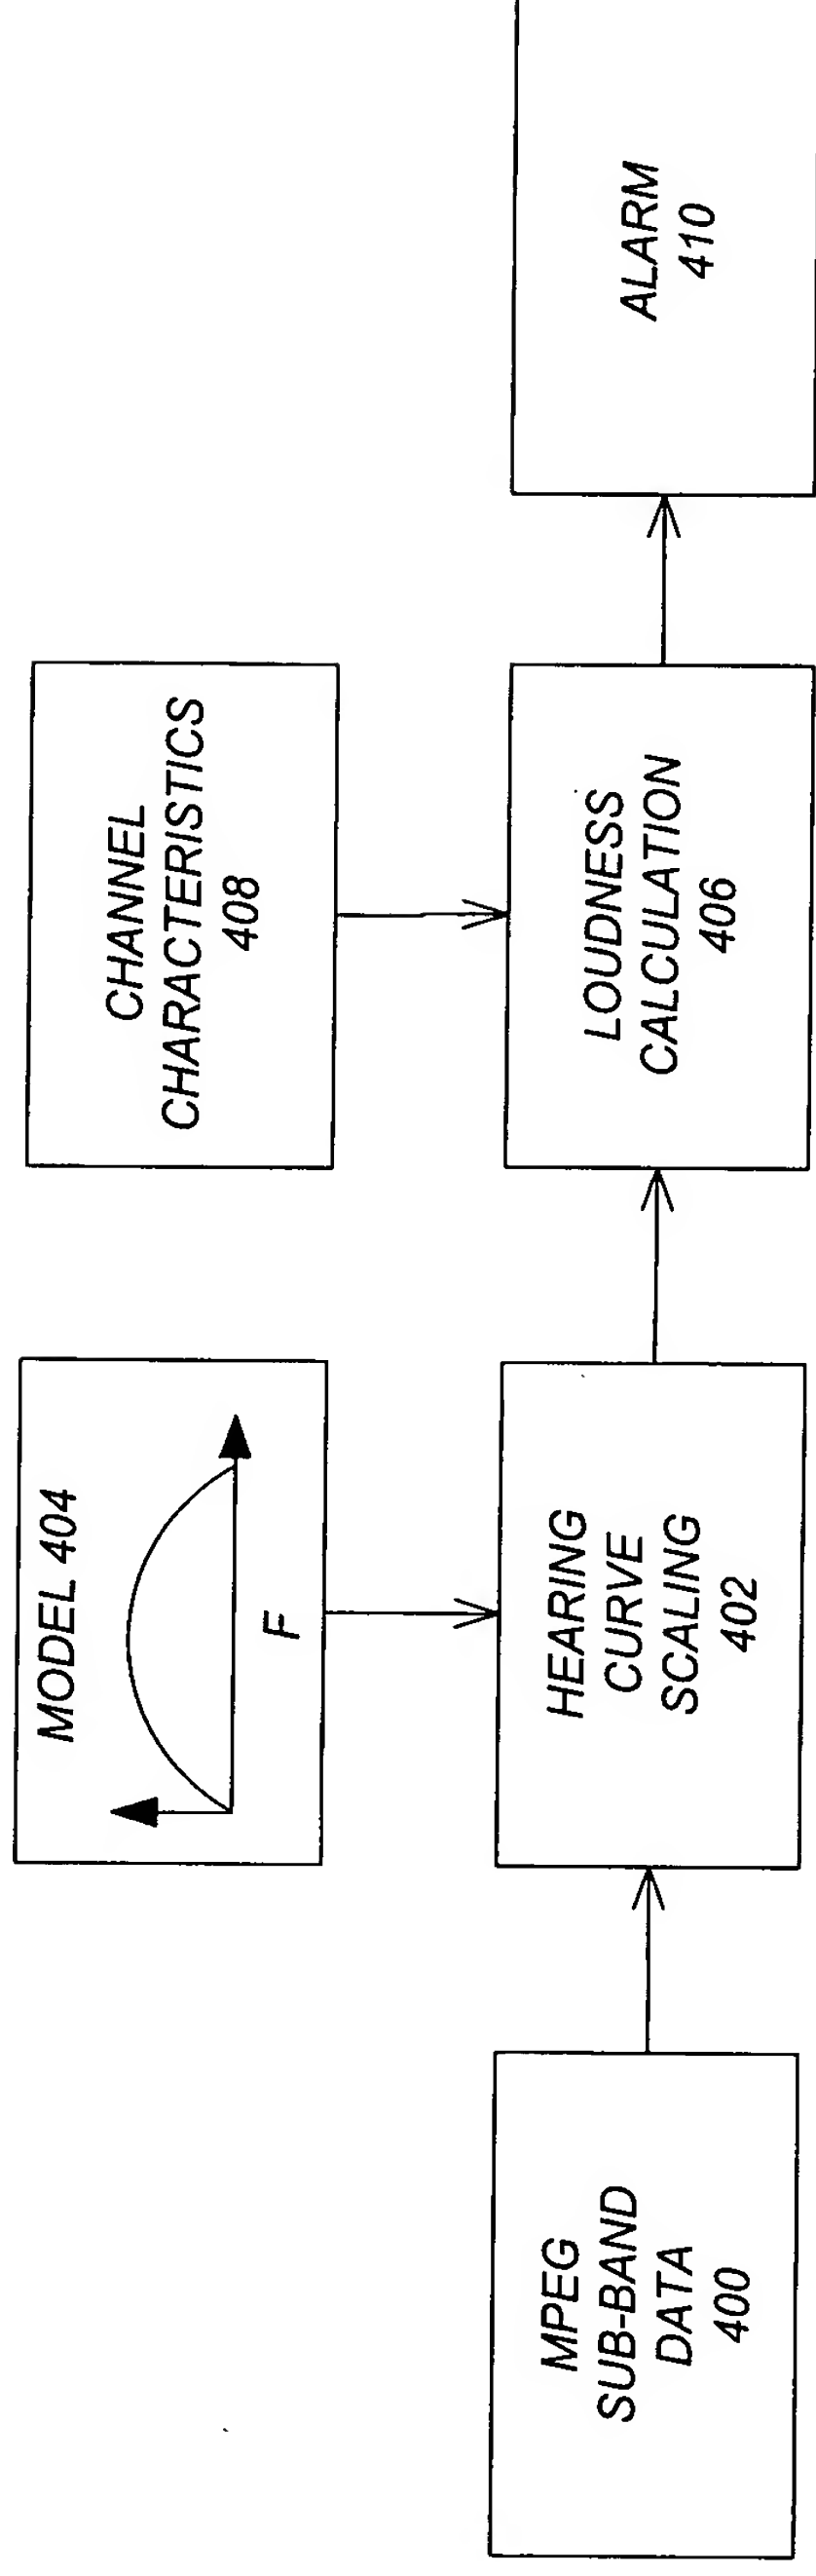 MODEL 404
F
CHANNEL
CHARACTERISTICS
408
MPEG
SUB-BAND
DATA
400
HEARING
CURVE
SCALING
402
LOUDNESS
CALCULATION
406
ALARM
410